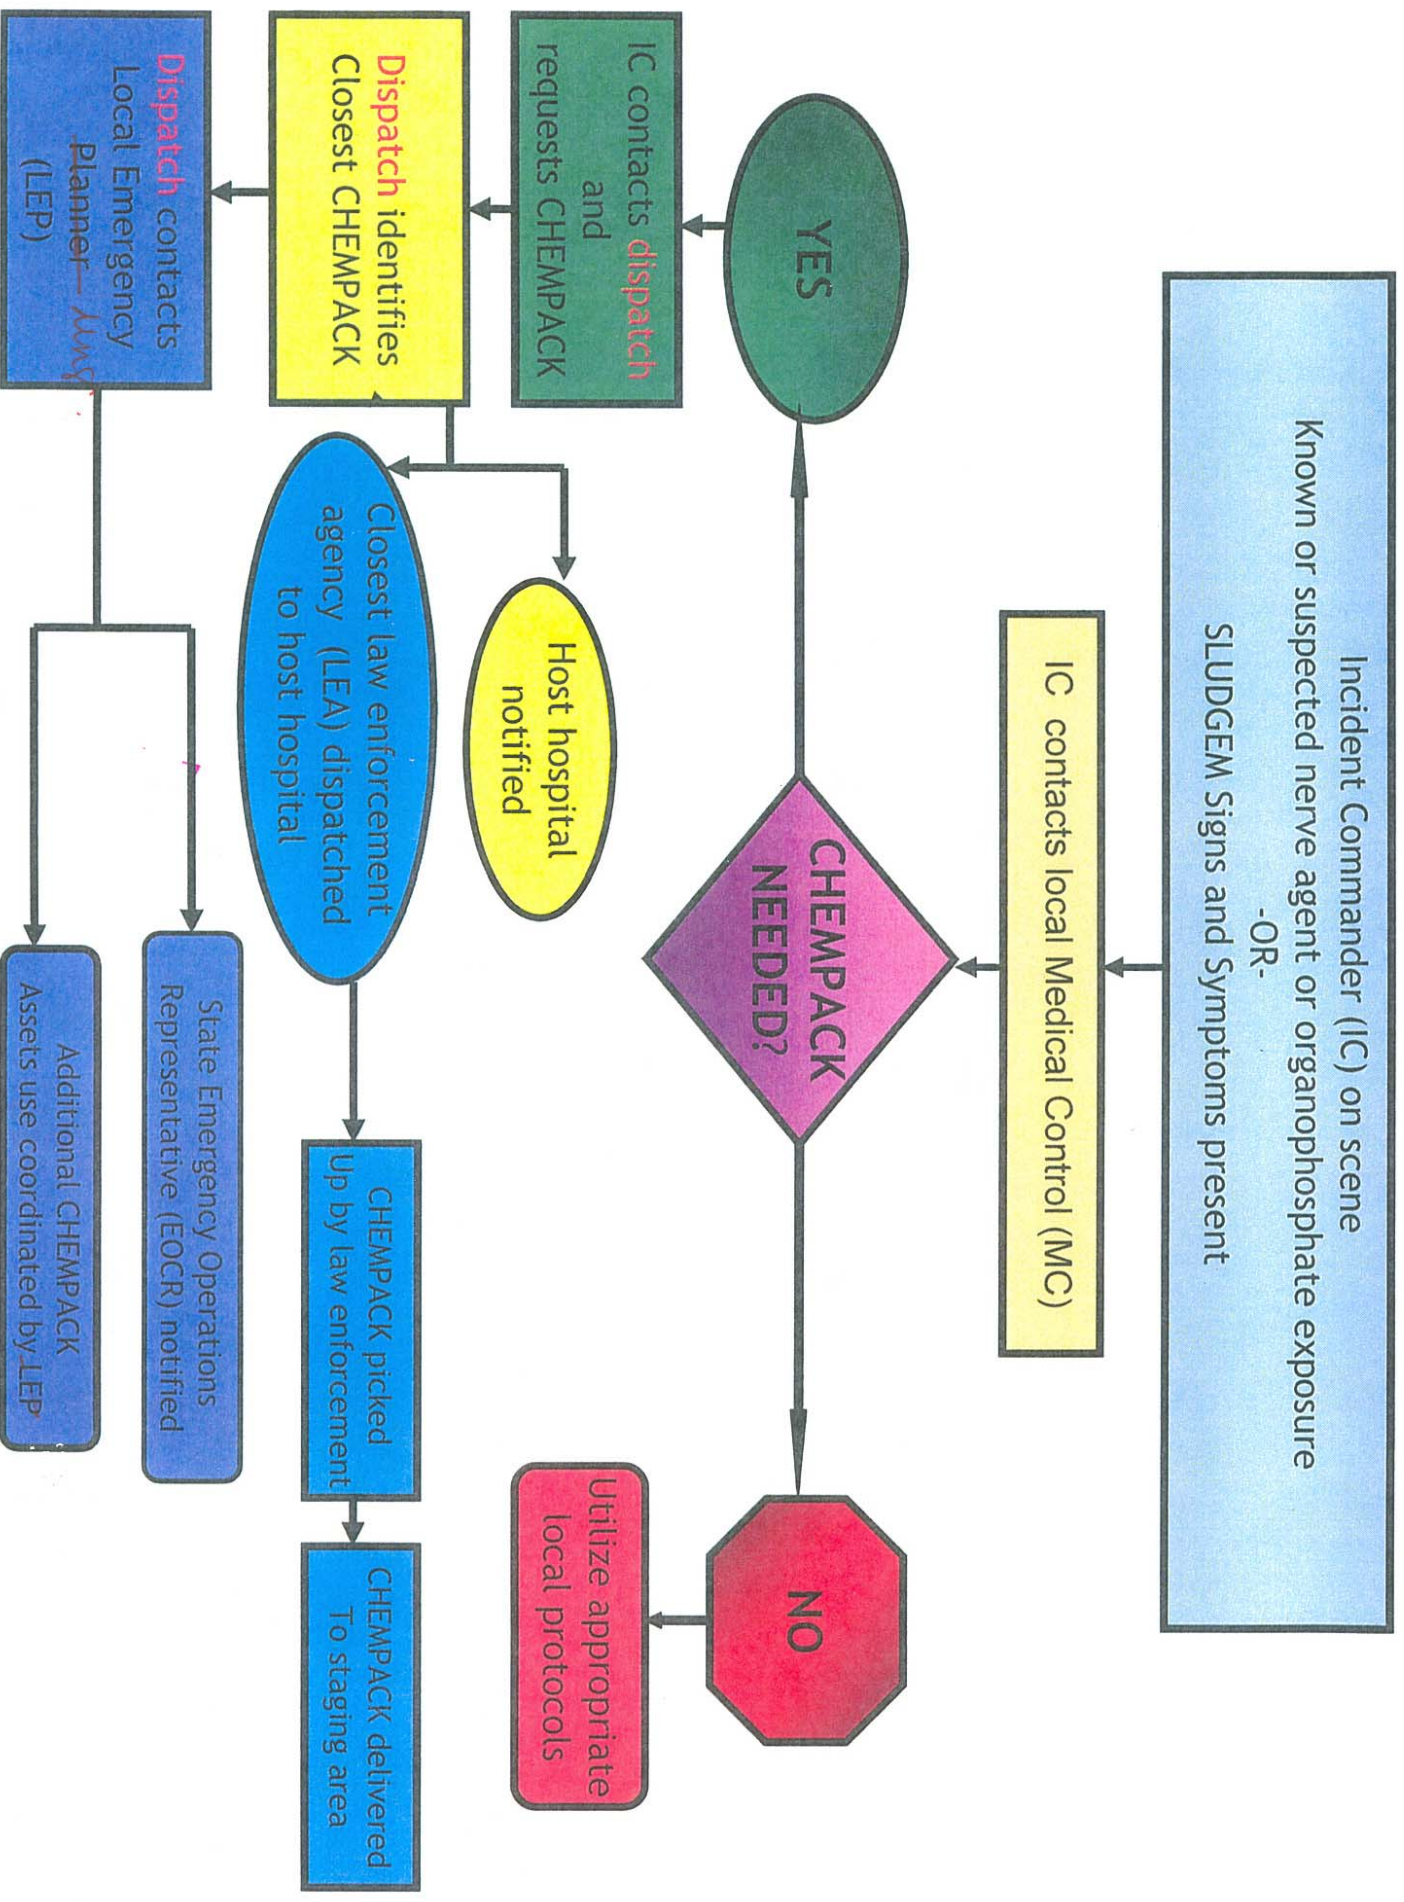 Incident Commander (IC) on scene
Known or suspected nerve agent or organophosphate exposure
-OR-
SLUDGEM Signs and Symptoms present
IC contacts local Medical Control (MC)
CHEMPACK
NEEDED?
YES
NO
IC contacts dispatch
and
requests CHEMPACK
Utilize appropriate
local protocols
Dispatch identifies
Closest CHEMPACK
Host hospital
notified
Closest law enforcement
agency (LEA) dispatched
to host hospital
CHEMPACK picked
Up by law enforcement
CHEMPACK delivered
To staging area
Dispatch contacts
Local Emergency
Planner
(LEP)
State Emergency Operations
Representative (EOCR) notified
Additional CHEMPACK
Assets use coordinated by LEP